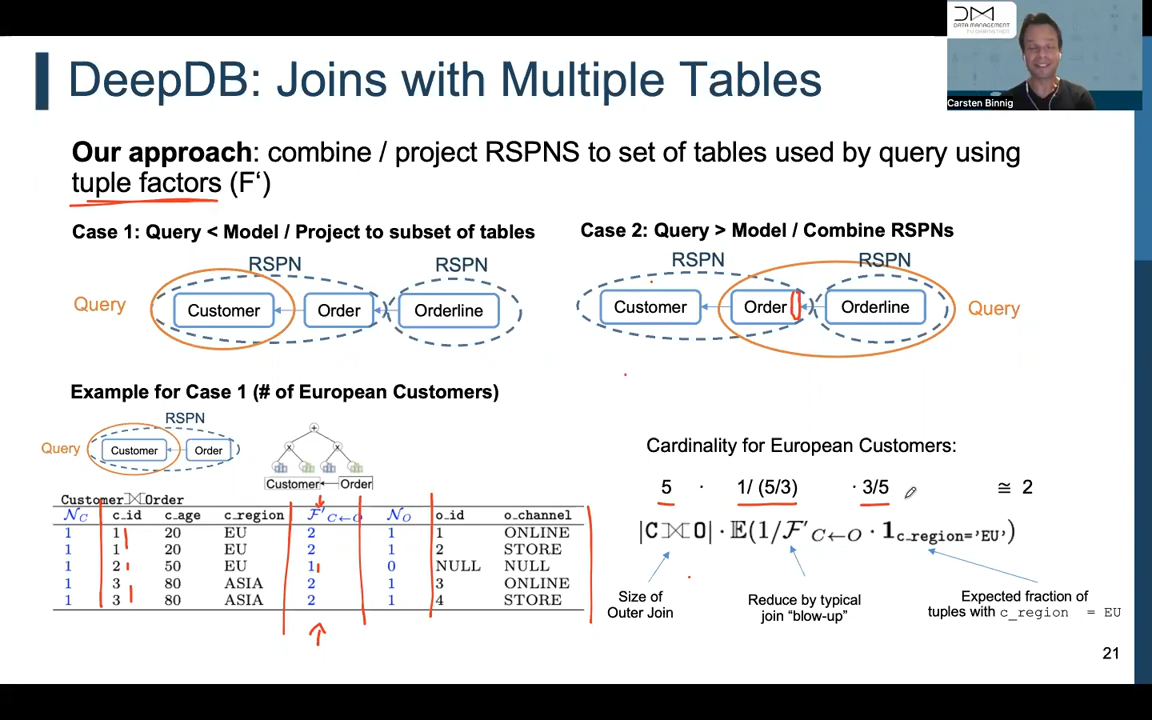 DeepDB: Joins with Multiple Tables
DM
DATA MANAGEMENT
Carsten Binnig
Our approach: combine / project RSPNS to set of tables used by query using
tuple factors (F‘)
Case 1: Query < Model / Project to subset of tables
RSPN RSPN
Query Customer Order Orderline
Case 2: Query > Model / Combine RSPNs
RSPN RSPN
Customer Order Orderline Query
Example for Case 1 (# of European Customers)
RSPN
Query Customer Order
Customer Order
Customer⟗Order
N_C c_id c_age c_region F'_C←O N_O o_id o_channel
1 1 20 EU 2 1 1 ONLINE
1 1 20 EU 2 1 2 STORE
1 2 50 EU 1 0 NULL NULL
1 3 80 ASIA 2 1 3 ONLINE
1 3 80 ASIA 2 1 4 STORE
Cardinality for European Customers:
5 · 1/ (5/3) · 3/5 ≅ 2
|C⟗O| · 𝔼(1/F'_C←O · 1_c_region='EU')
Size of
Outer Join
Reduce by typical
join “blow-up”
Expected fraction of
tuples with c_region = EU
21